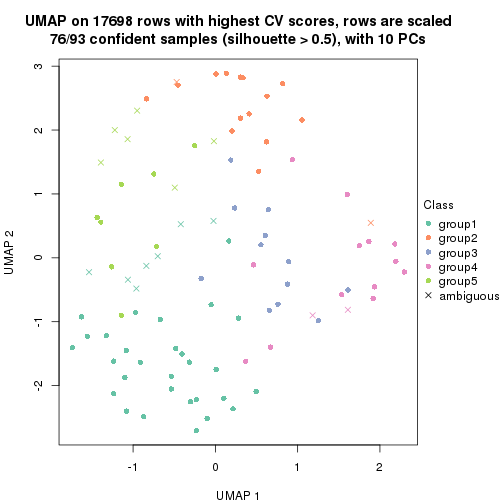 UMAP on 17698 rows with highest CV scores, rows are scaled
76/93 confident samples (silhouette > 0.5), with 10 PCs
3
2
1
0
-1
-2
UMAP 2
-1
0
1
2
UMAP 1
Class
group1
group2
group3
group4
group5
ambiguous